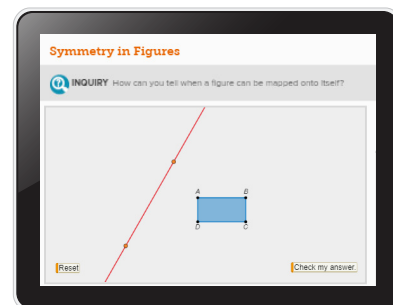 Symmetry in Figures
INQUIRY How can you tell when a figure can be mapped onto itself?
A B
D C
Reset Check my answer.